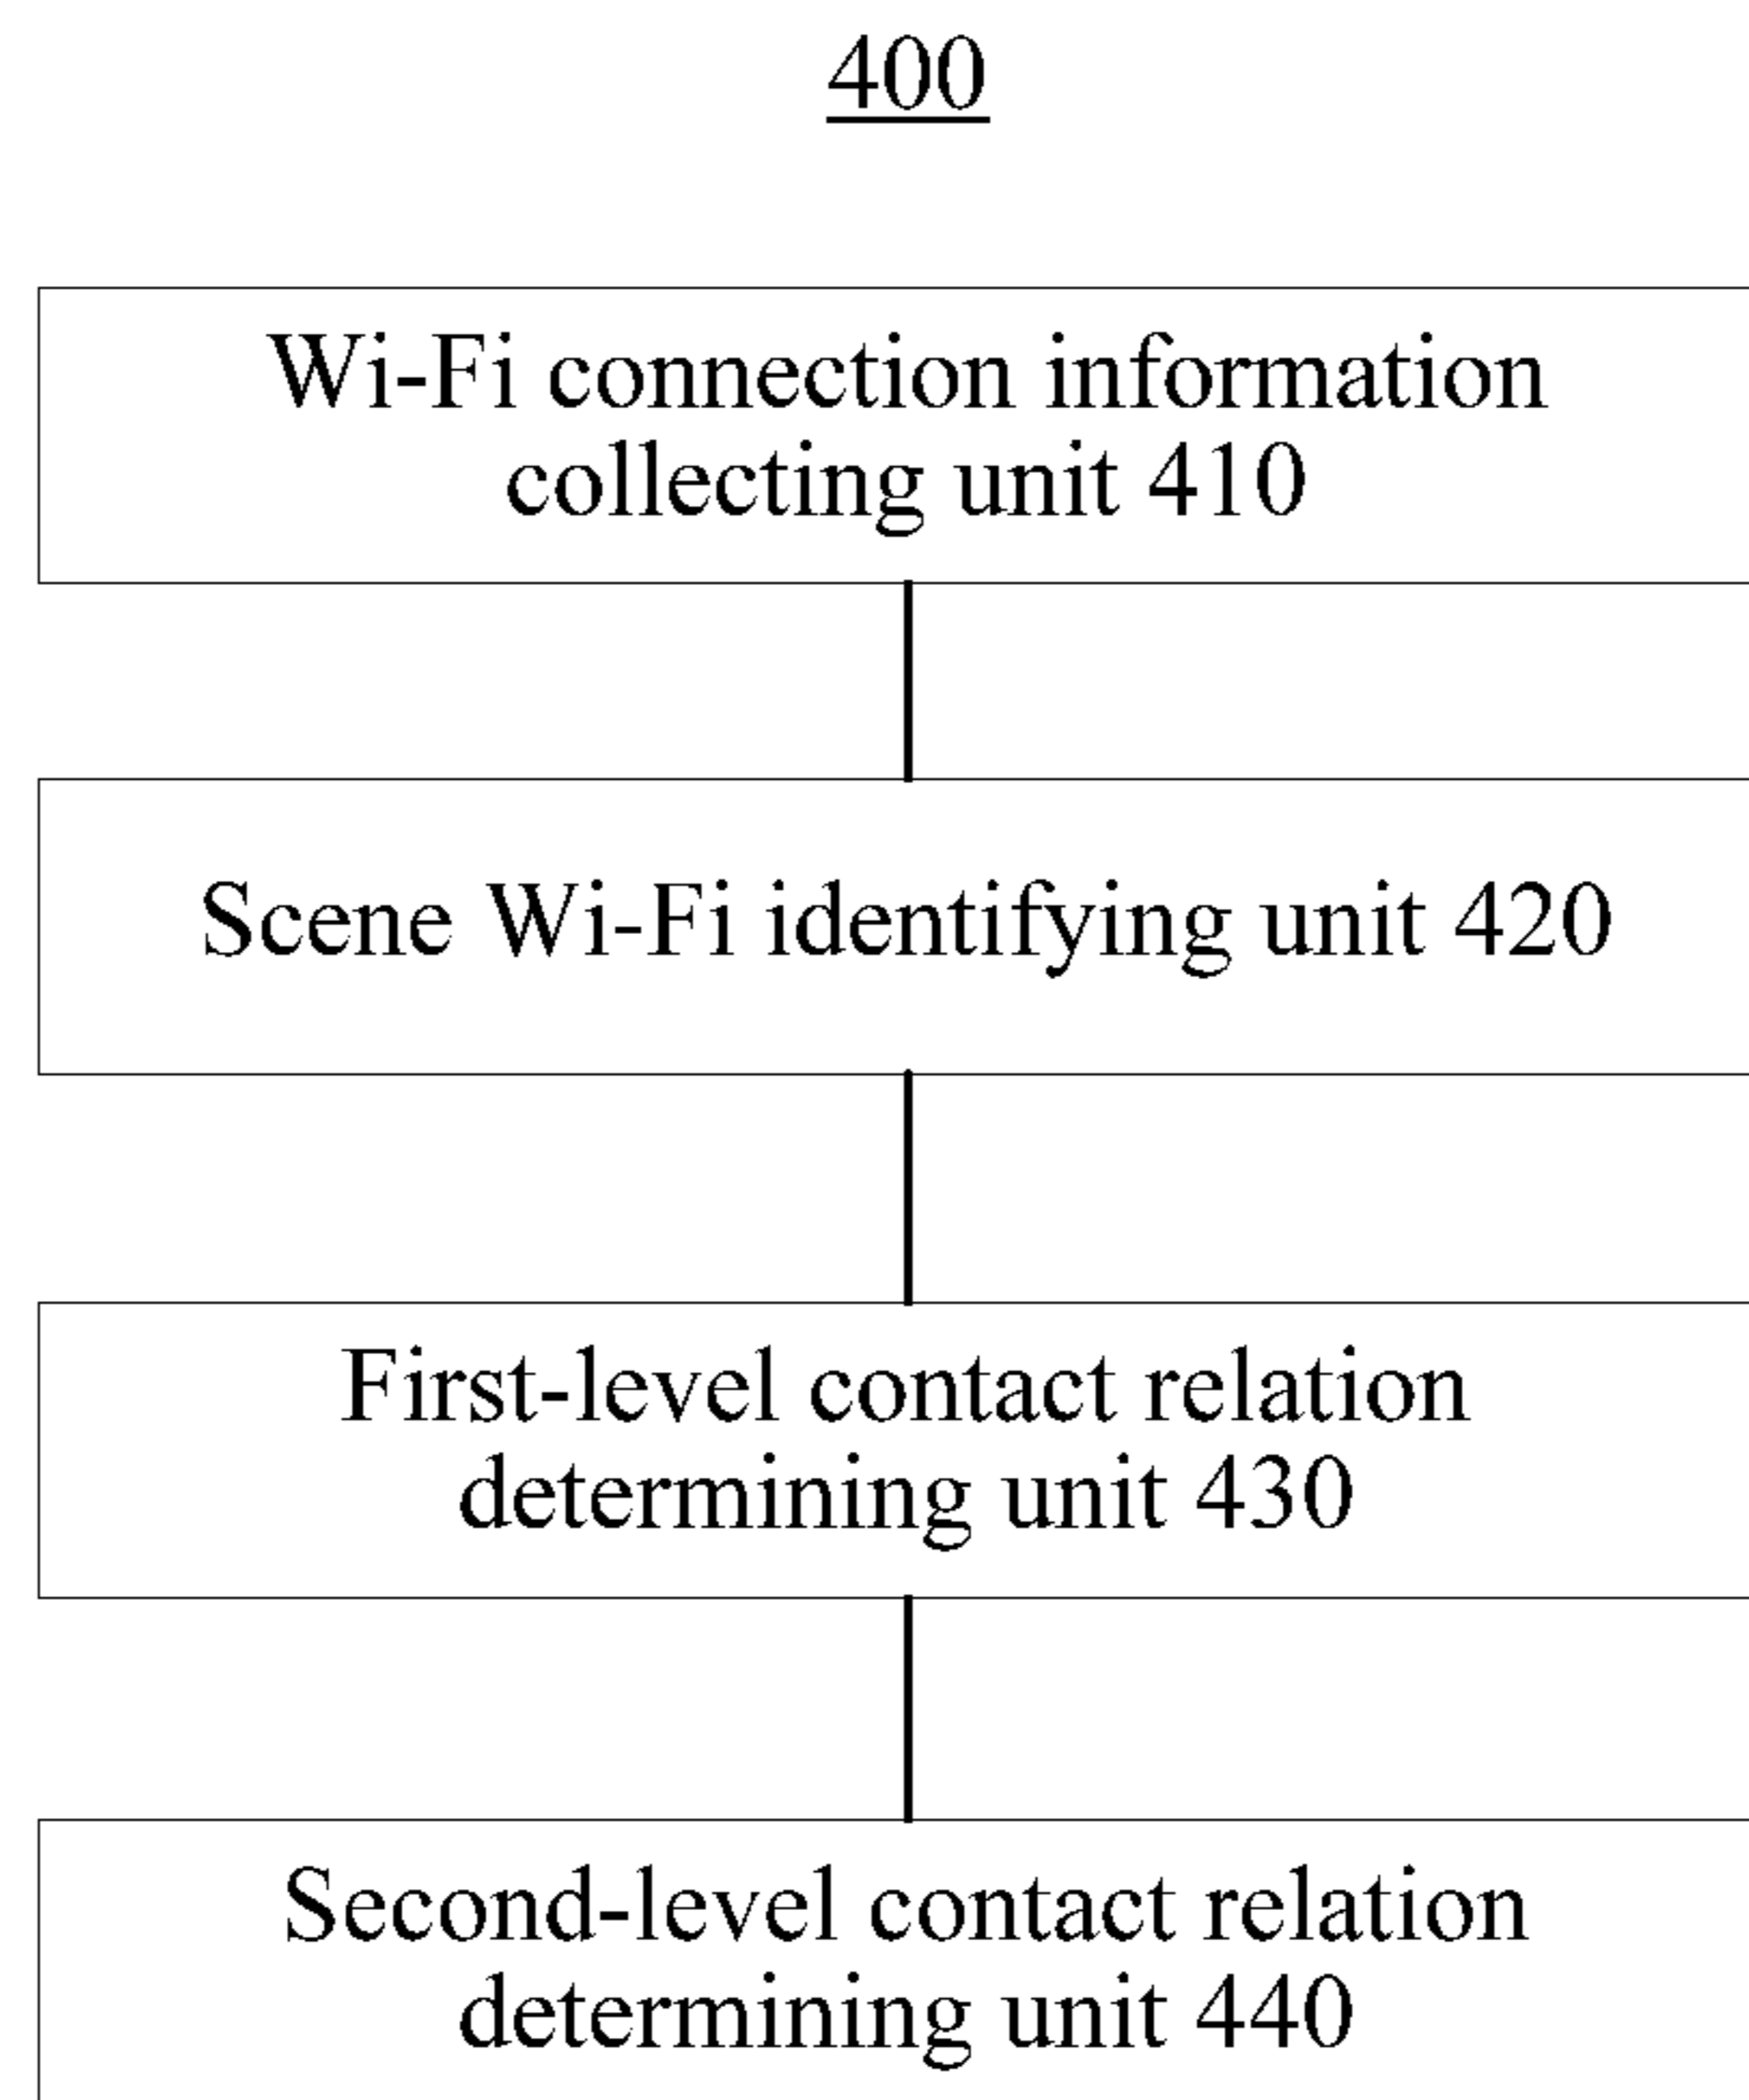 400
Wi-Fi connection information
collecting unit 410
Scene Wi-Fi identifying unit 420
First-level contact relation
determining unit 430
Second-level contact relation
determining unit 440